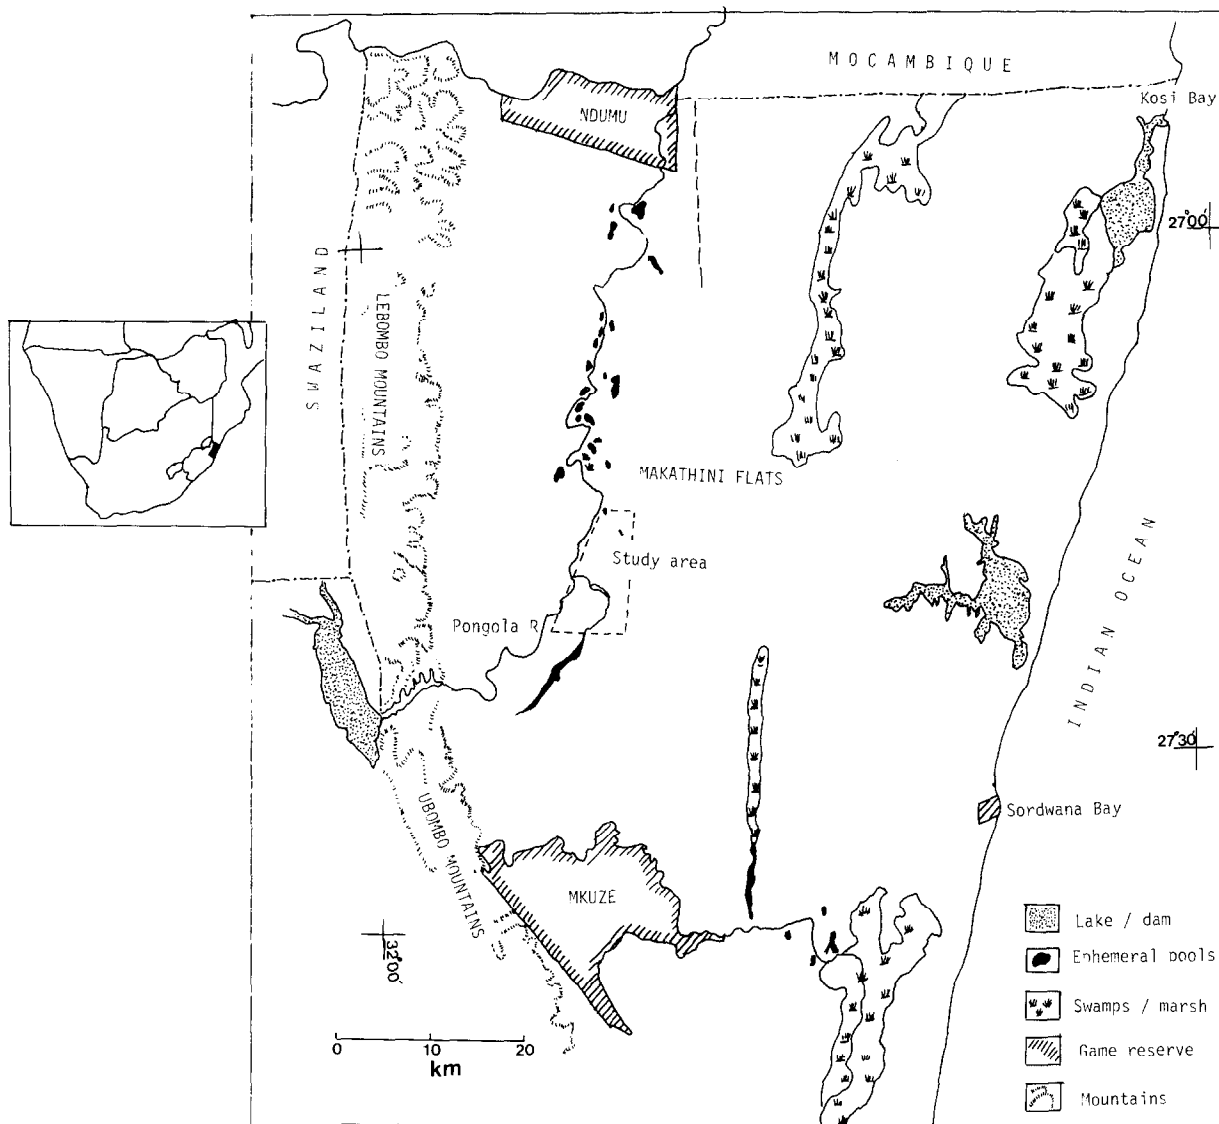 MOCAMBIQUE
Kosi Bay
NDUMU
27°00'
SWAZILAND
LEBOMBO MOUNTAINS
MAKATHINI FLATS
Study area
INDIAN OCEAN
Pongola R
27°30'
Sordwana Bay
UBOMBO MOUNTAINS
MKUZE
32°00'
Lake / dam
Ephemeral pools
Swamps / marsh
Game reserve
Mountains
0 10 20
km